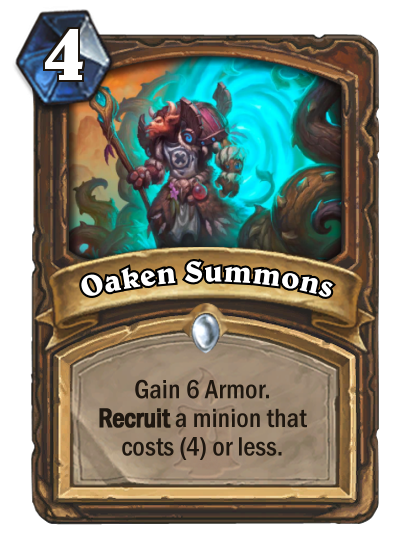 4
Oaken Summons
Gain 6 Armor.
Recruit a minion that
costs (4) or less.